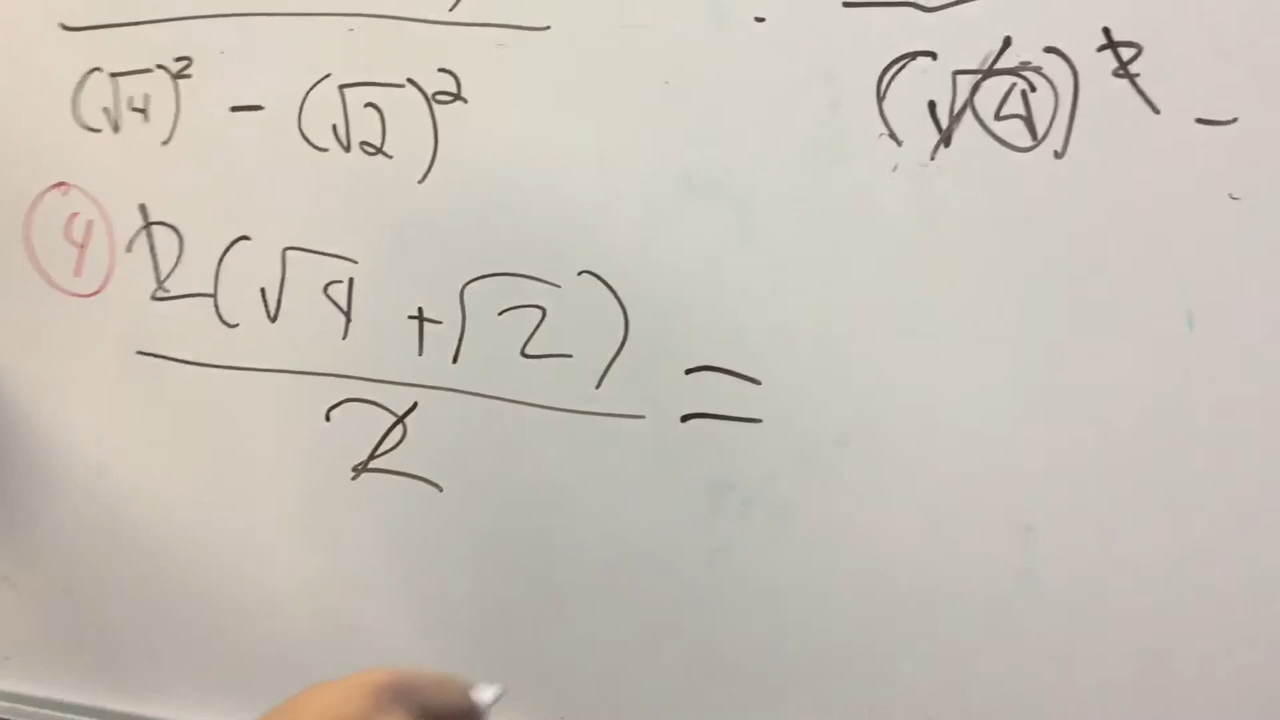 (√4)² - (√2)²
(√4)² -
4 2(√4 + √2)
2 =